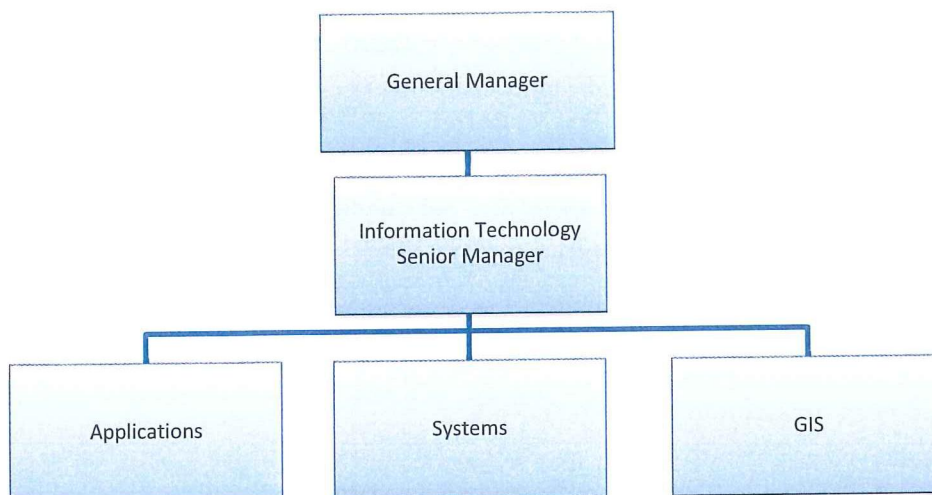 General Manager
Information Technology
Senior Manager
Applications
Systems
GIS